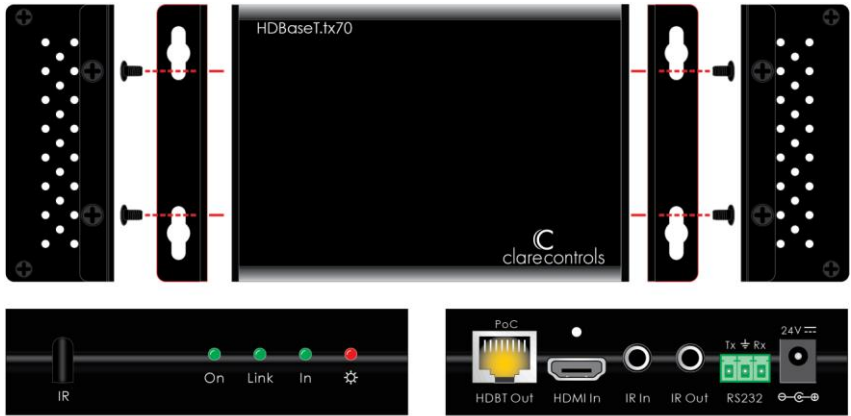 HDBaseT.tx70
clarecontrols
IR
On Link In
PoC
HDBT Out HDMI In IR In IR Out
Tx Rx
RS232
24V